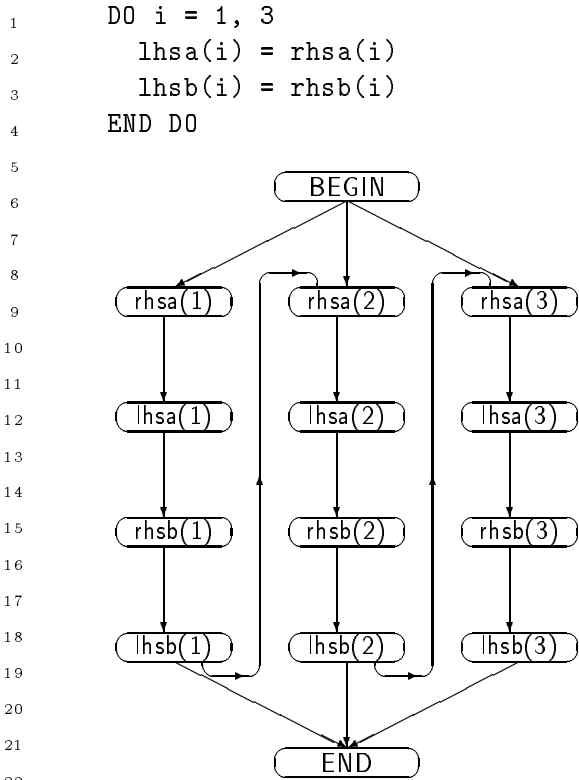 1 DO i = 1, 3
2 lhsa(i) = rhsa(i)
3 lhsb(i) = rhsb(i)
4 END DO
5
BEGIN
6
7
8
rhsa(1) rhsa(2) rhsa(3)
9
10
11
12 lhsa(1) lhsa(2) lhsa(3)
13
14
15 rhsb(1) rhsb(2) rhsb(3)
16
17
18 lhsb(1) lhsb(2) lhsb(3)
19
20
21
END